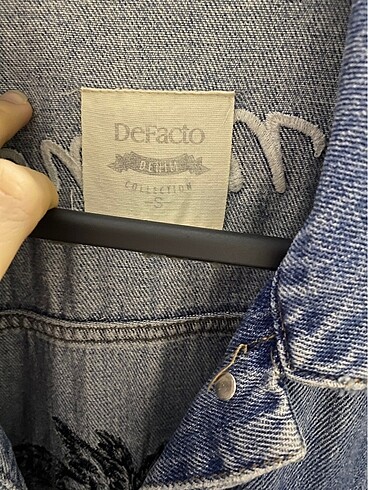 DeFacto
DENIM
COLLECTION
-S